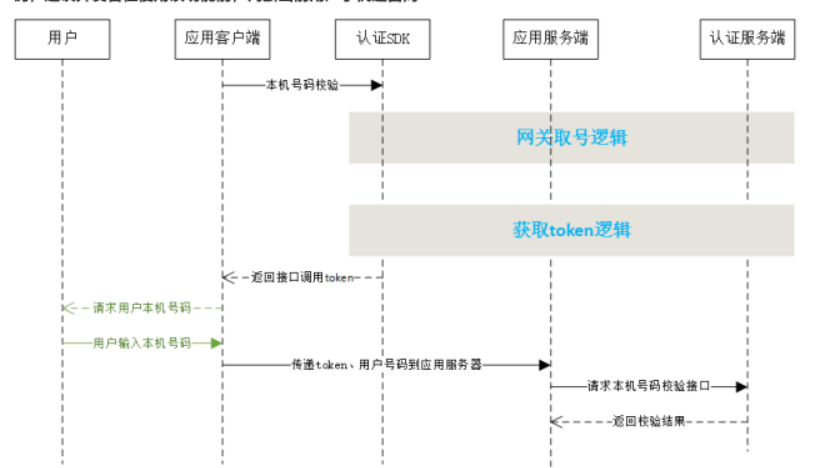 用户
应用客户端
认证SDK
应用服务端
认证服务端
本机号码校验
网关取号逻辑
获取token逻辑
返回接口调用token
请求用户本机号码
用户输入本机号码
传递token、用户号码到应用服务器
请求本机号码校验接口
返回校验结果